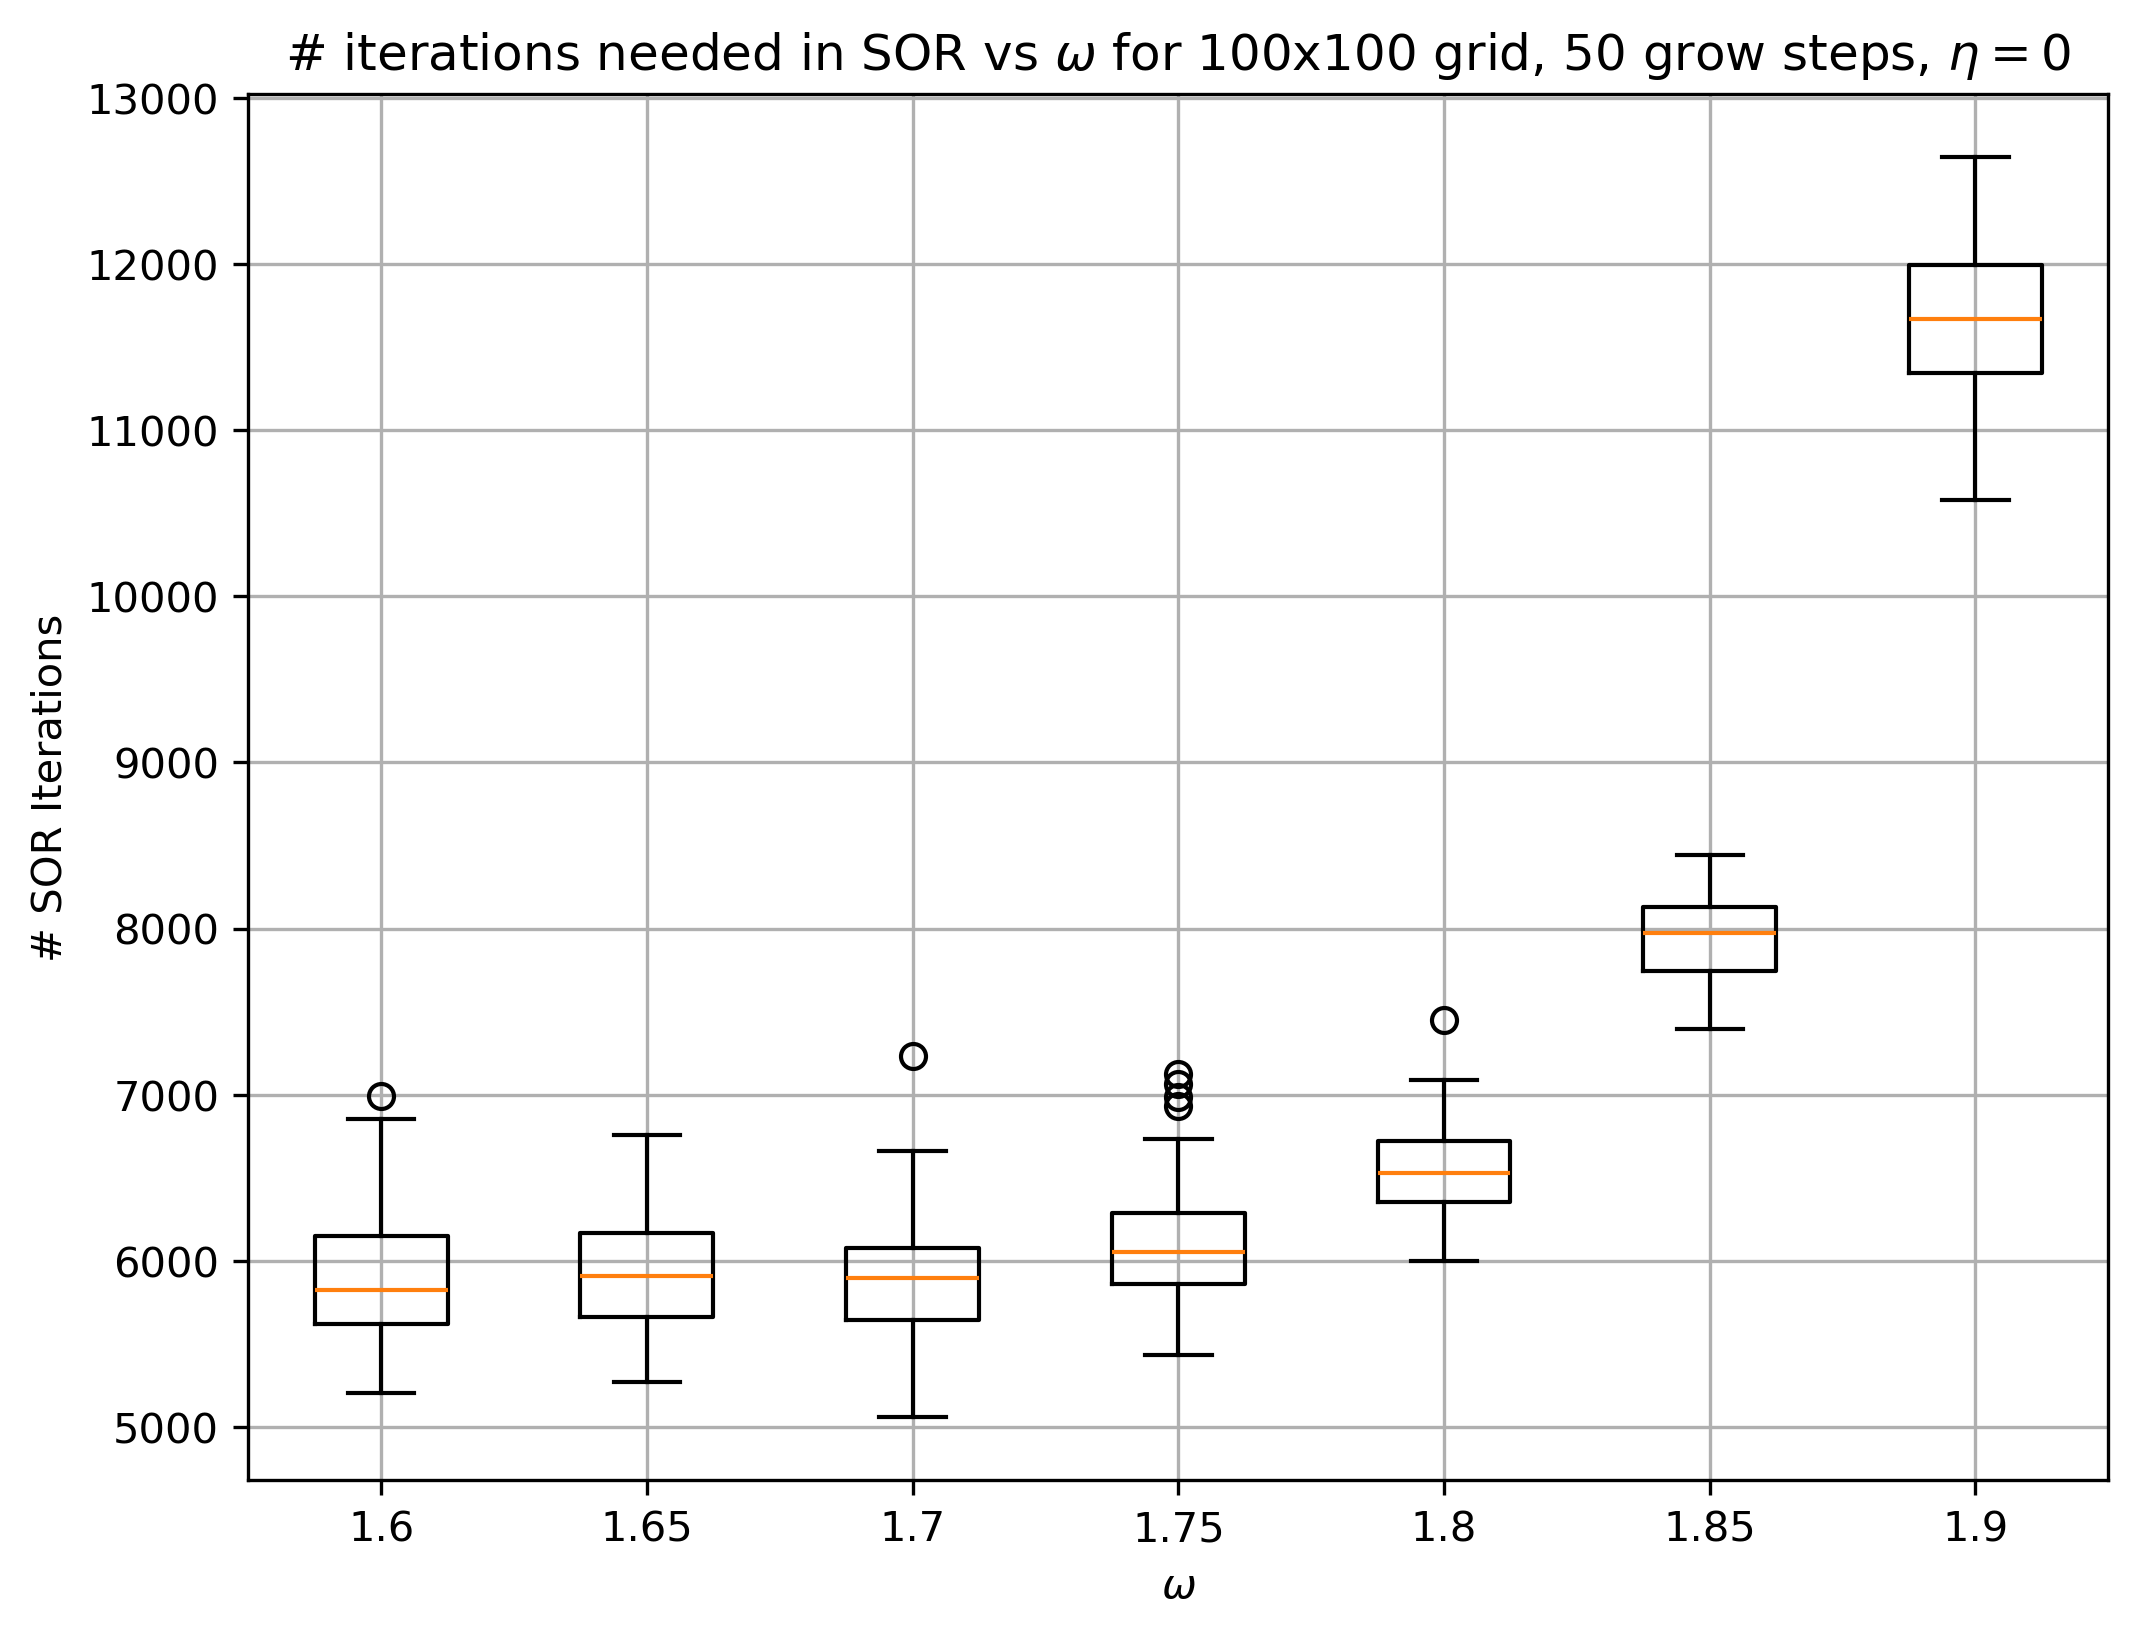 # iterations needed in SOR vs ω for 100x100 grid, 50 grow steps, η = 0
13000
12000
11000
10000
9000
8000
7000
6000
5000
# SOR Iterations
1.6 1.65 1.7 1.75 1.8 1.85 1.9
ω